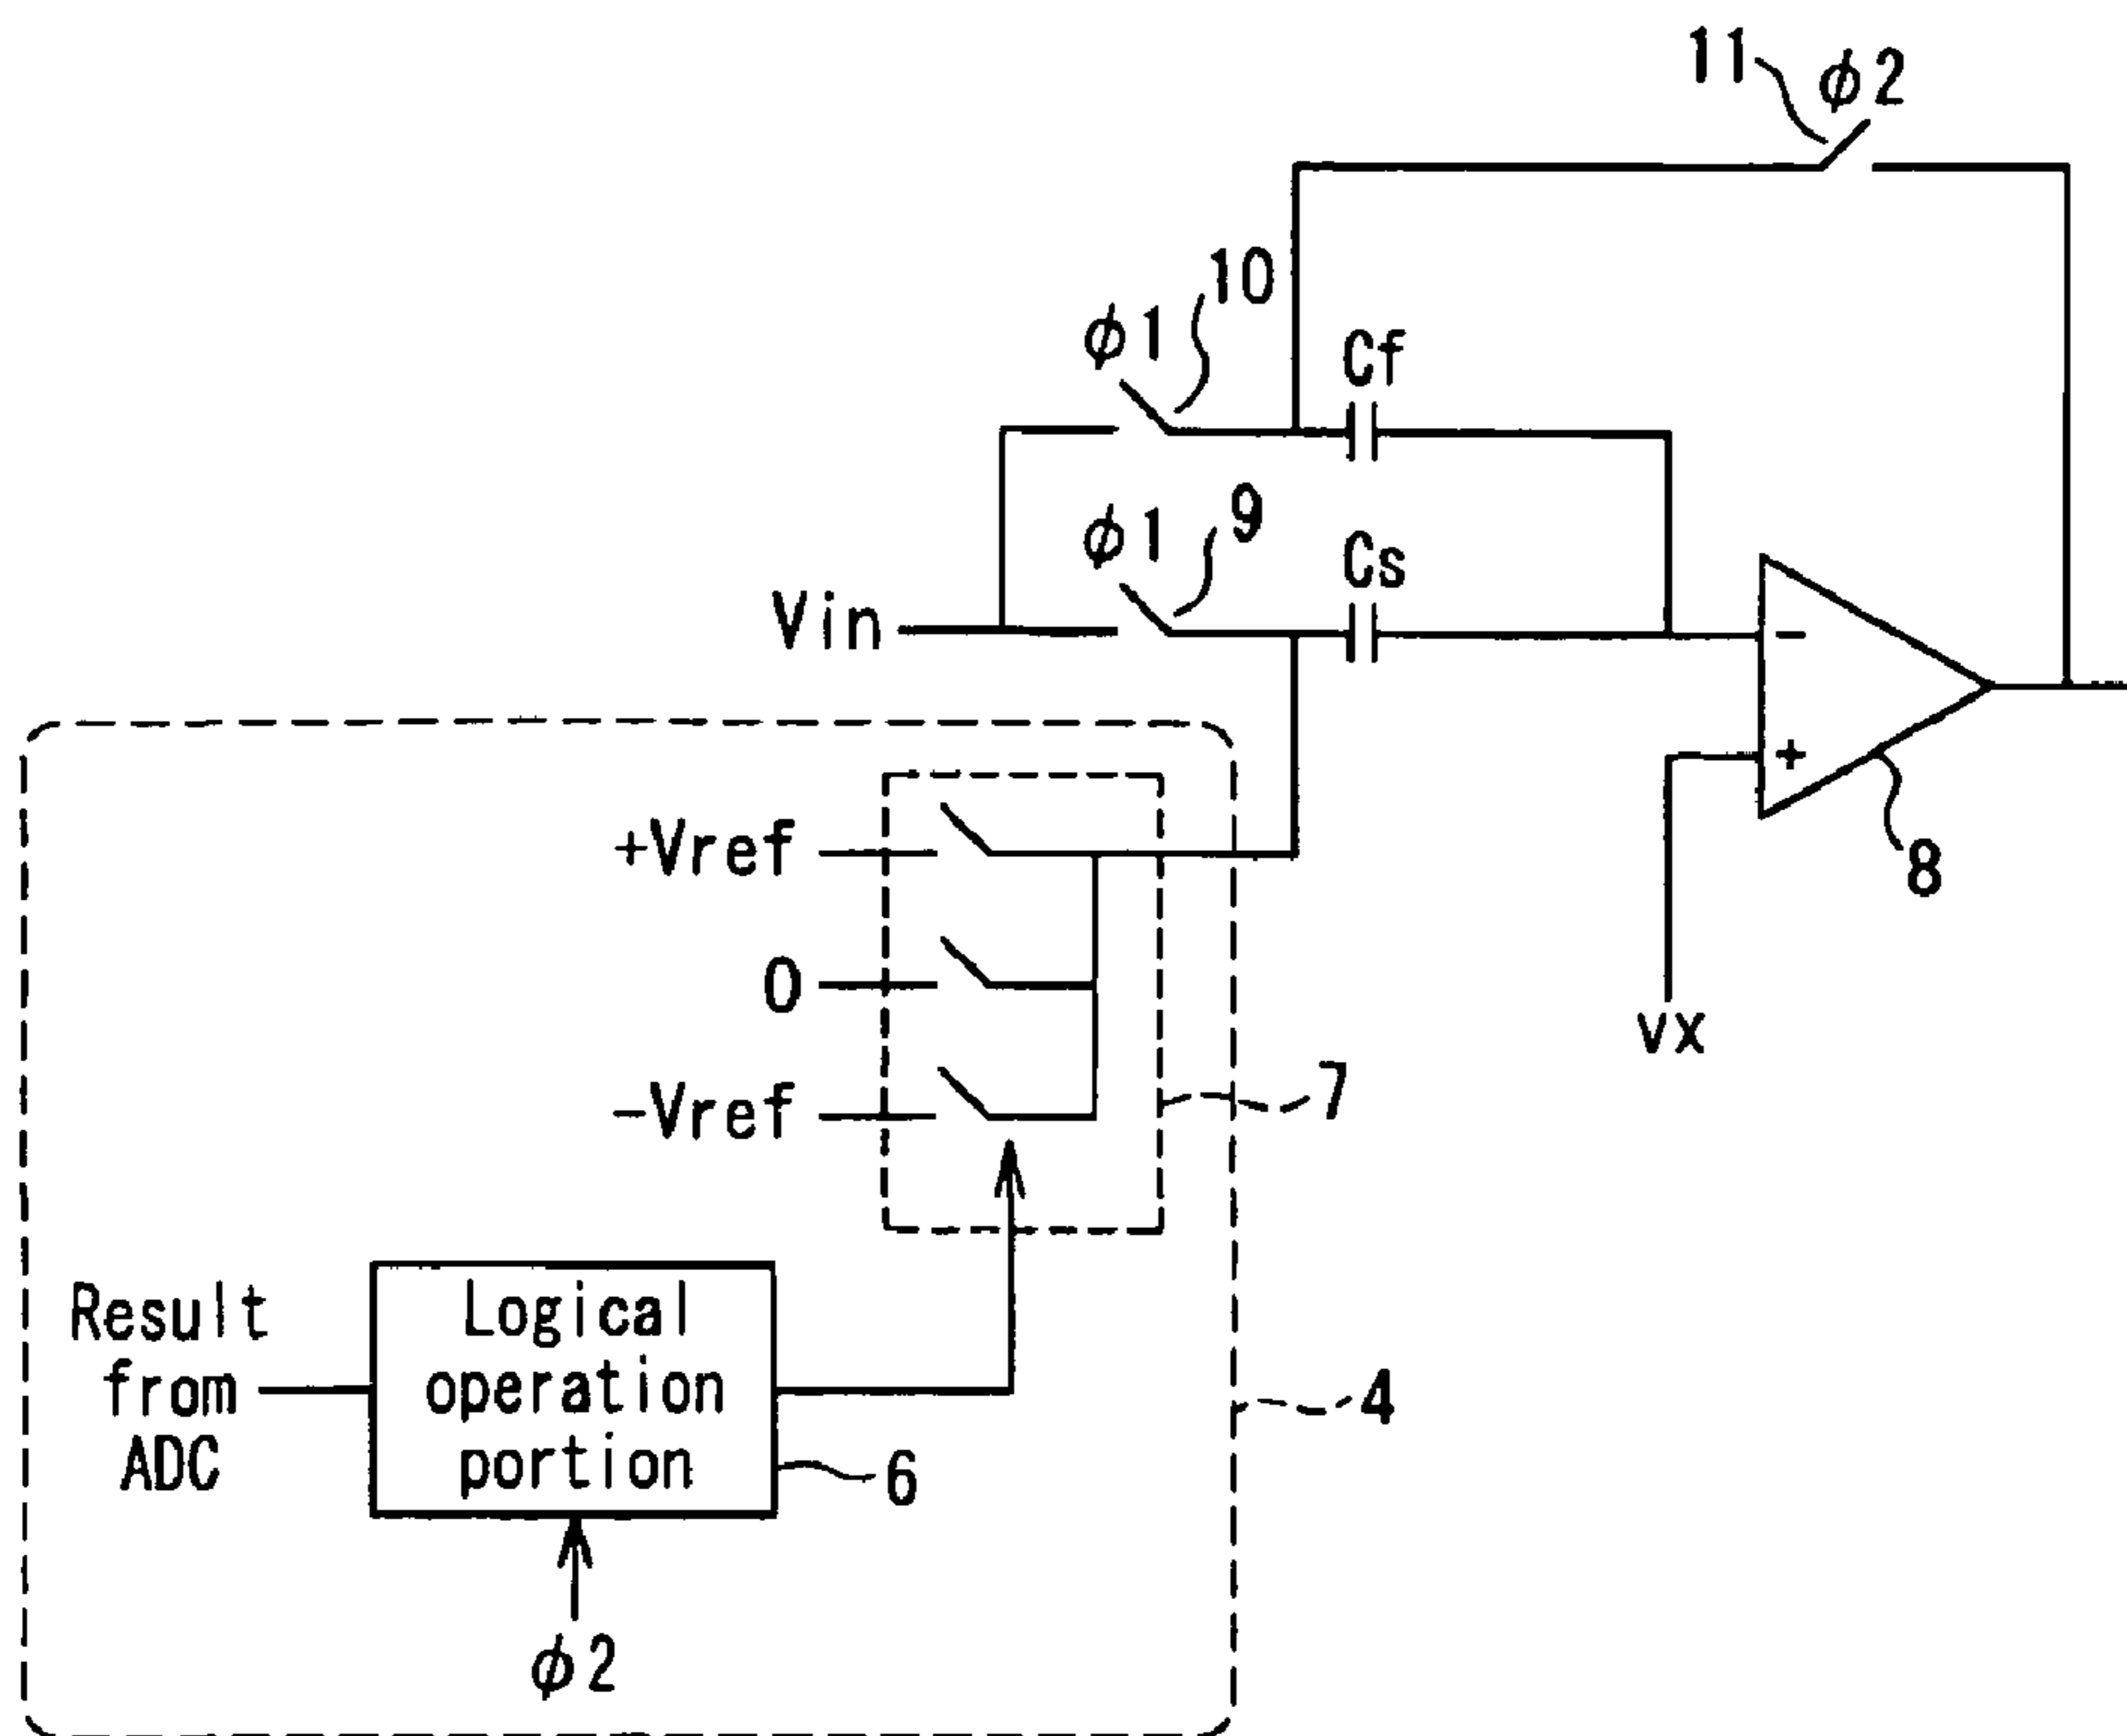 11
φ2
10
φ1
Cf
9
φ1
Cs
Vin
−
+
8
+Vref
0
vx
−Vref
7
Result
from
ADC
Logical
operation
portion
4
6
φ2